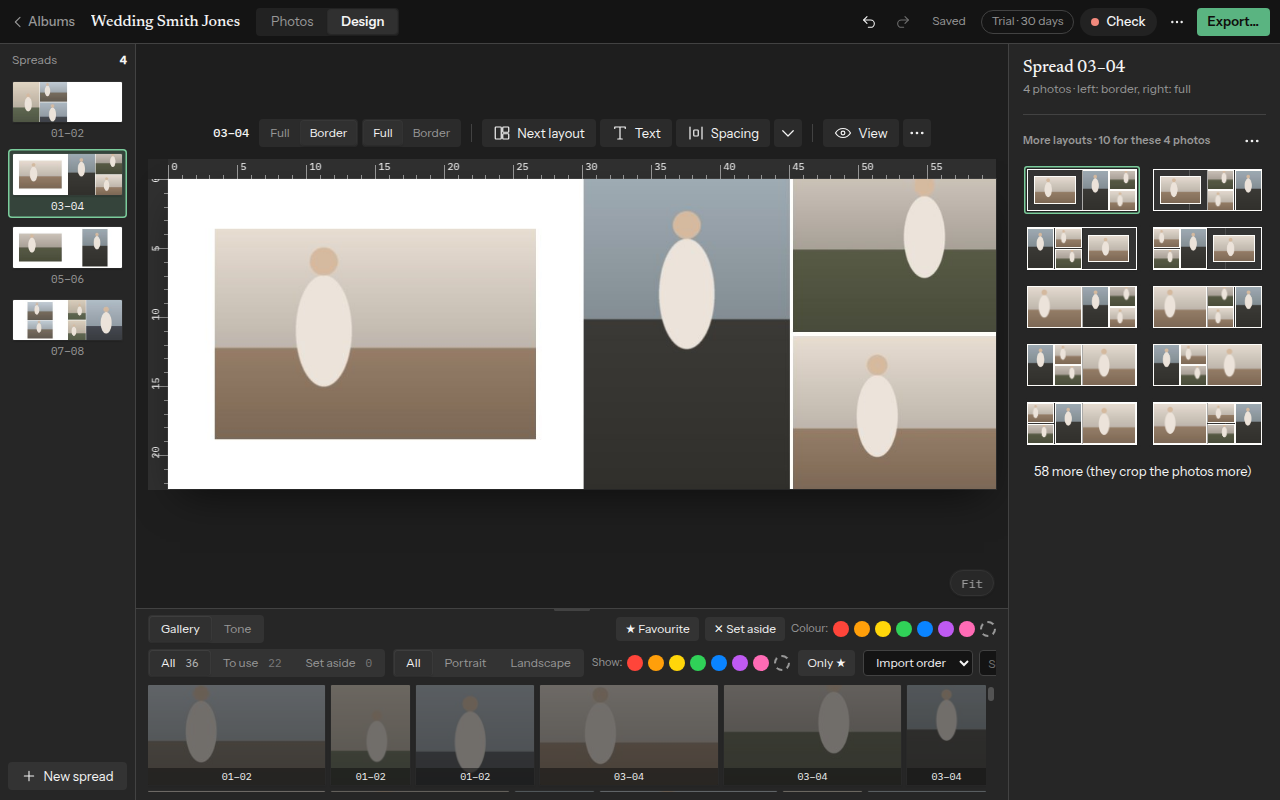 Albums
Wedding Smith Jones
Photos
Design
Saved
Trial · 30 days
Check
Export…
Spreads 4
01–02
03–04
05–06
07–08
New spread
03–04
Full
Border
Full
Border
Next layout
Text
Spacing
View
0 5 10 15 20 25 30 35 40 45 50 55
0
5
10
15
20
Fit
Spread 03–04
4 photos · left: border, right: full
More layouts · 10 for these 4 photos
58 more (they crop the photos more)
Gallery
Tone
★ Favourite
✕ Set aside
Colour:
All 36
To use 22
Set aside 0
All
Portrait
Landscape
Show:
Only ★
Import order
S
01–02
01–02
01–02
03–04
03–04
03–04